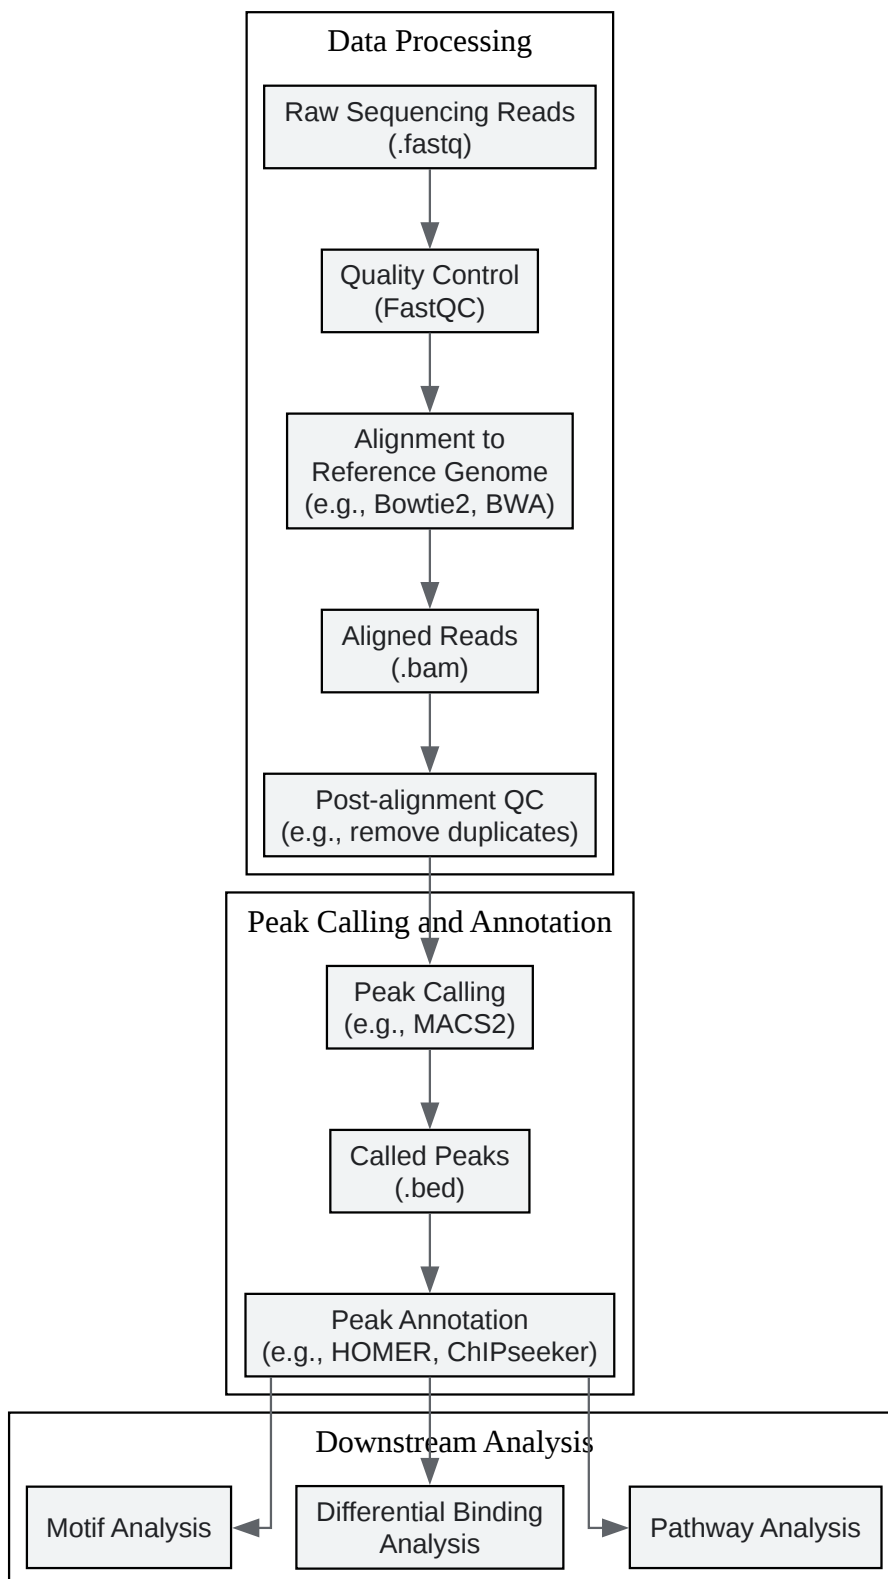 Data Processing
Raw Sequencing Reads
(.fastq)
Quality Control
(FastQC)
Alignment to
Reference Genome
(e.g., Bowtie2, BWA)
Aligned Reads
(.bam)
Post-alignment QC
(e.g., remove duplicates)
Peak Calling and Annotation
Peak Calling
(e.g., MACS2)
Called Peaks
(.bed)
Peak Annotation
(e.g., HOMER, ChIPseeker)
Downstream Analysis
Motif Analysis
Differential Binding
Analysis
Pathway Analysis